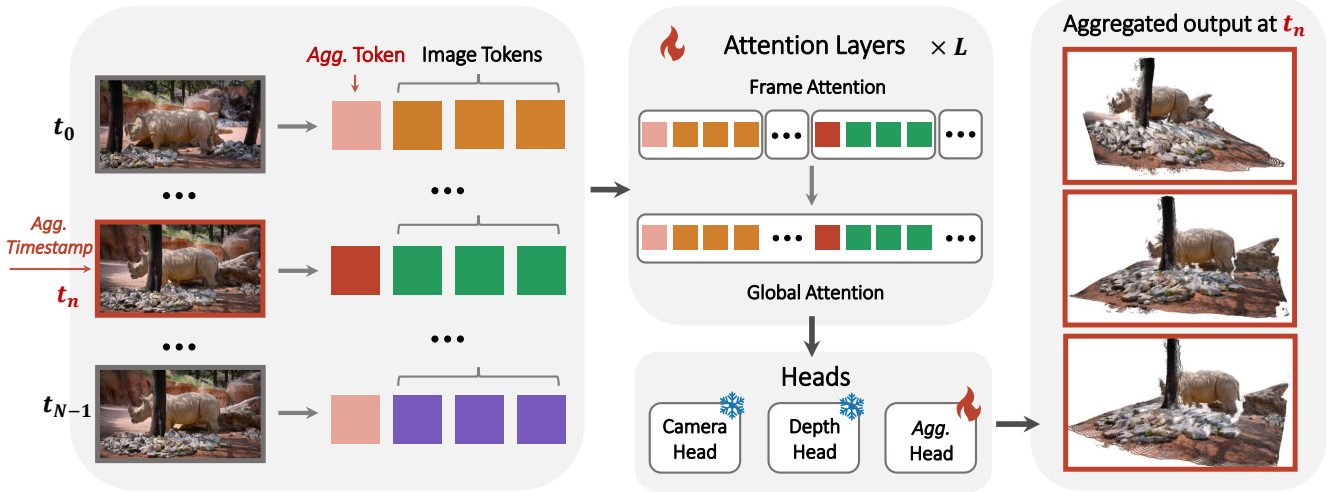 Agg. Token
Image Tokens
t₀
Agg.
Timestamp
tₙ
t_{N−1}
Attention Layers × L
Frame Attention
Global Attention
Heads
Camera
Head
Depth
Head
Agg.
Head
Aggregated output at tₙ